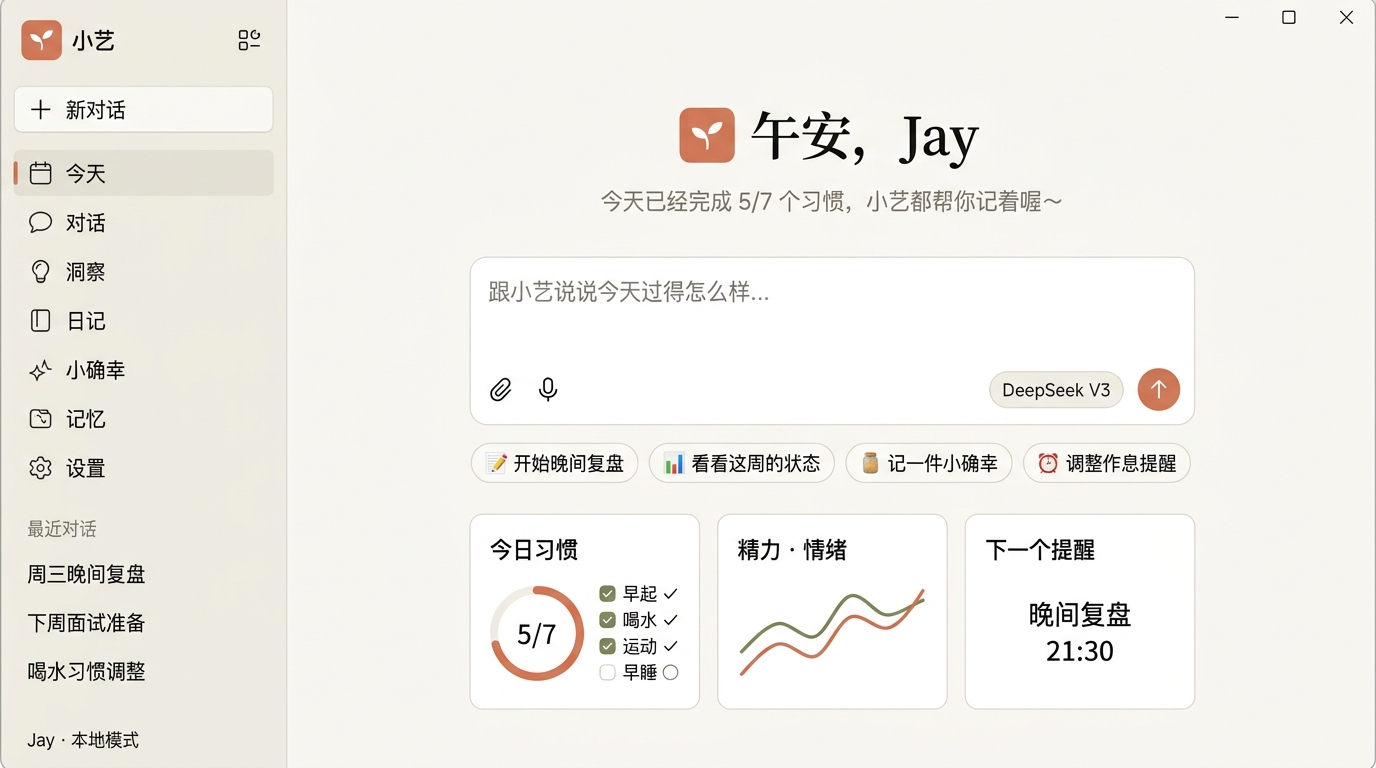 小艺
新对话
今天
对话
洞察
日记
小确幸
记忆
设置
最近对话
周三晚间复盘
下周面试准备
喝水习惯调整
Jay · 本地模式
午安，Jay
今天已经完成 5/7 个习惯，小艺都帮你记着喔～
跟小艺说说今天过得怎么样...
DeepSeek V3
开始晚间复盘
看看这周的状态
记一件小确幸
调整作息提醒
今日习惯
5/7
早起 ✓
喝水 ✓
运动 ✓
早睡
精力 · 情绪
下一个提醒
晚间复盘
21:30